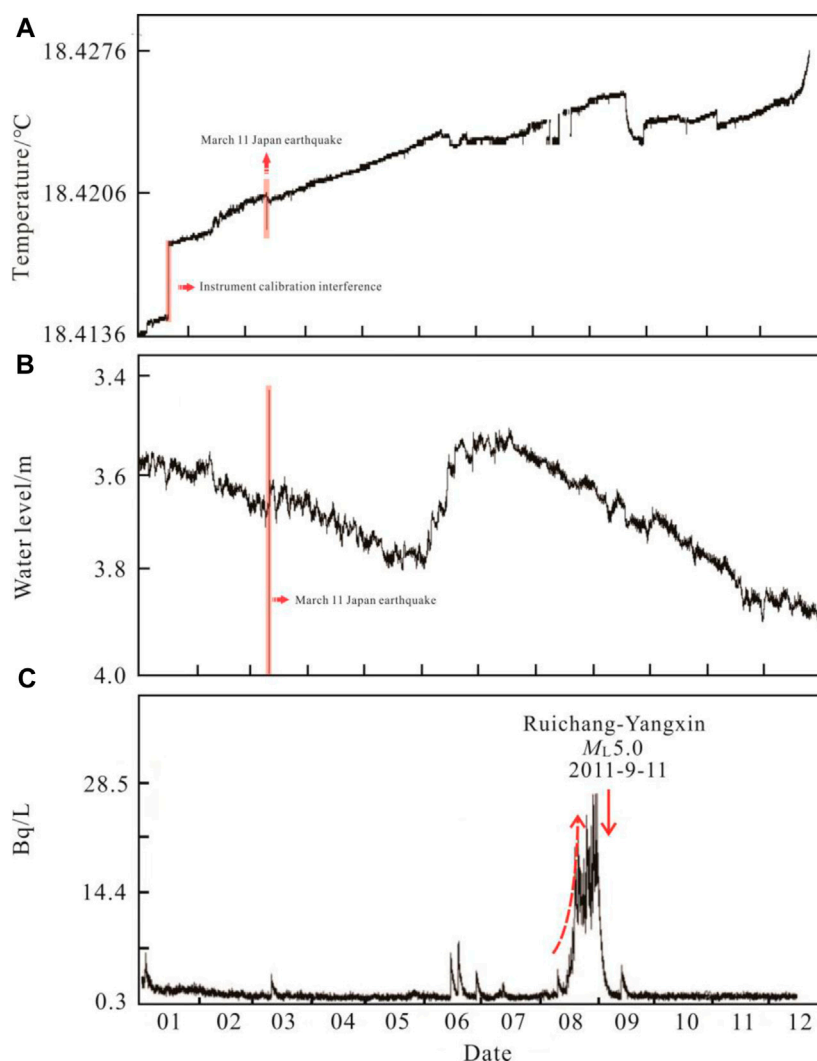 A
18.4276
March 11 Japan earthquake
18.4206
Temperature/℃
Instrument calibration interference
18.4136
B
3.4
3.6
Water level/m
3.8
March 11 Japan earthquake
4.0
C
Ruichang-Yangxin
ML5.0
2011-9-11
28.5
Bq/L
14.4
0.3
01 02 03 04 05 06 07 08 09 10 11 12
Date